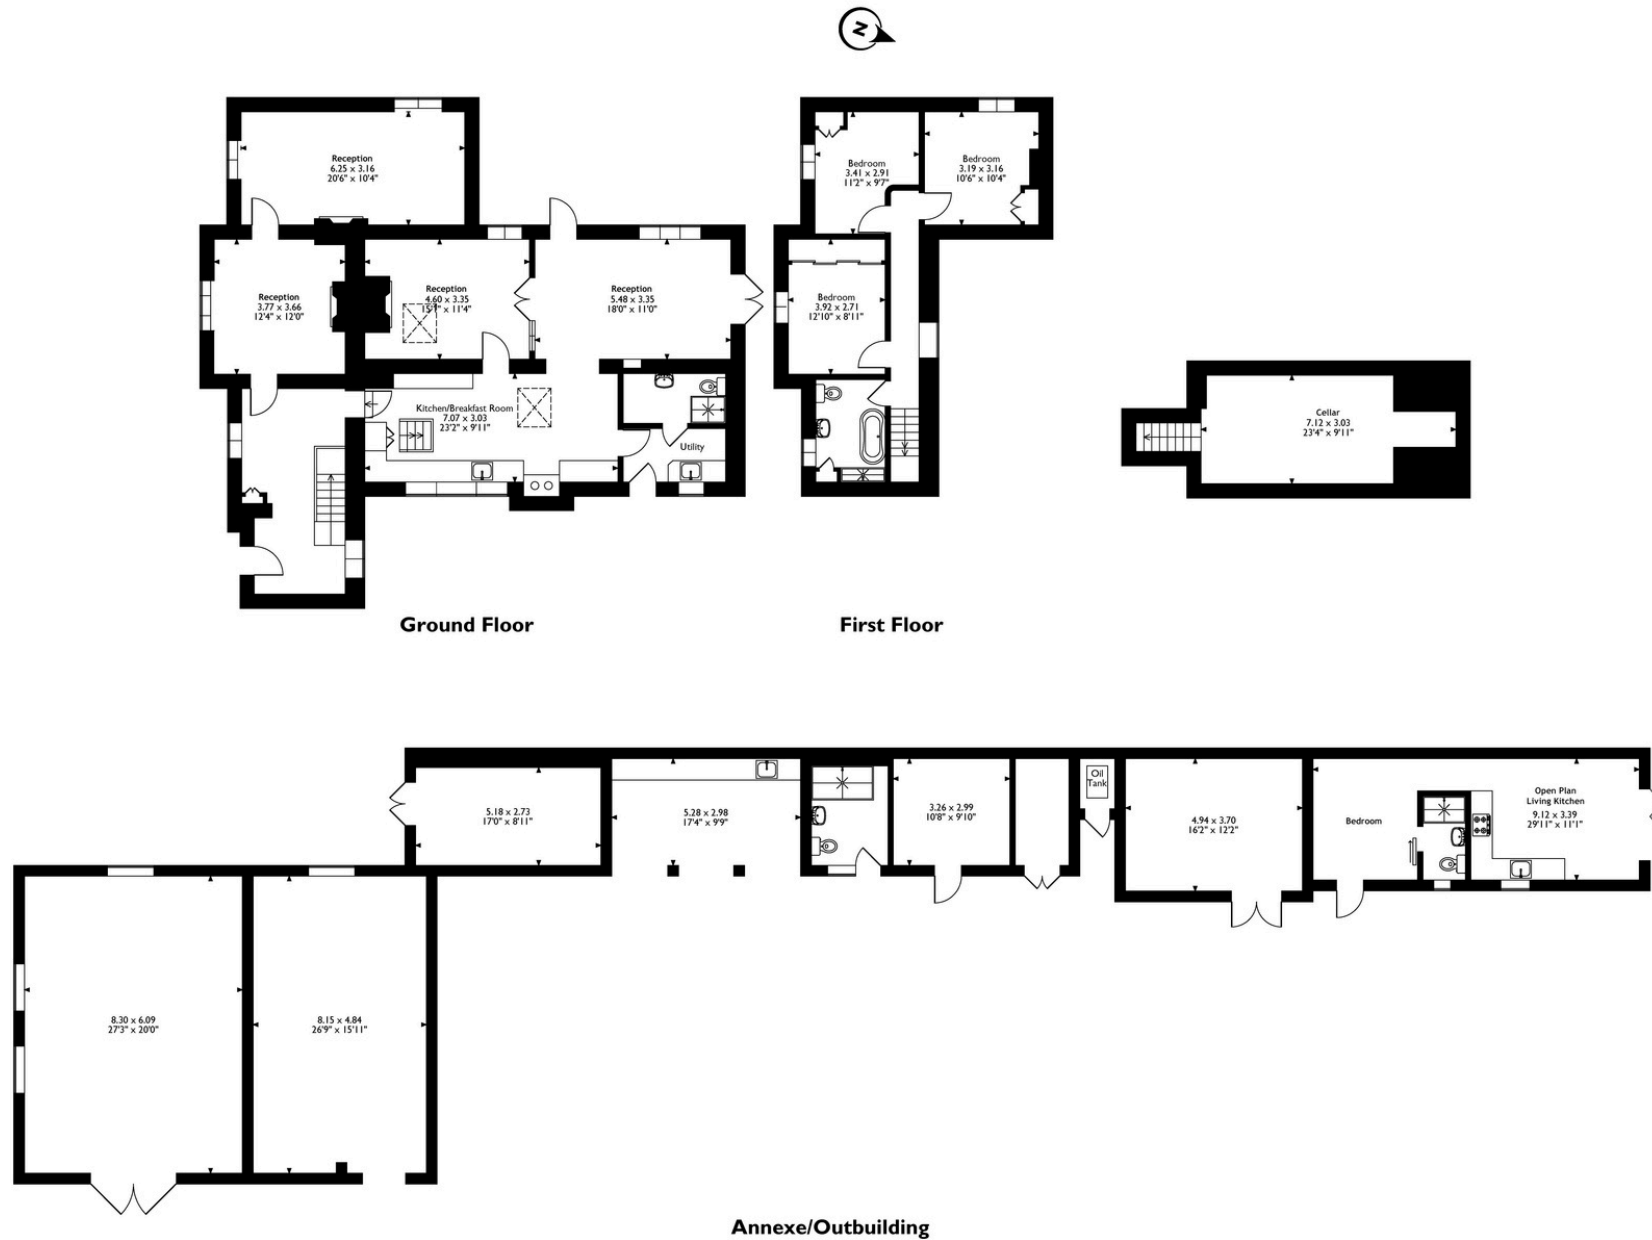 N
Reception
6.25 x 3.16
20'6" x 10'4"
Reception
3.77 x 3.66
12'4" x 12'0"
Reception
4.60 x 3.35
15'1" x 11'4"
Reception
5.48 x 3.35
18'0" x 11'0"
Kitchen/Breakfast Room
7.07 x 3.03
23'2" x 9'11"
Utility
Ground Floor
Bedroom
3.41 x 2.91
11'2" x 9'7"
Bedroom
3.19 x 3.16
10'6" x 10'4"
Bedroom
3.92 x 2.71
12'10" x 8'11"
First Floor
Cellar
7.12 x 3.03
23'4" x 9'11"
8.30 x 6.09
27'3" x 20'0"
8.15 x 4.84
26'9" x 15'11"
5.18 x 2.73
17'0" x 8'11"
5.28 x 2.98
17'4" x 9'9"
3.26 x 2.99
10'8" x 9'10"
Oil
Tank
4.94 x 3.70
16'2" x 12'2"
Bedroom
Open Plan
Living Kitchen
9.12 x 3.39
29'11" x 11'1"
Annexe/Outbuilding